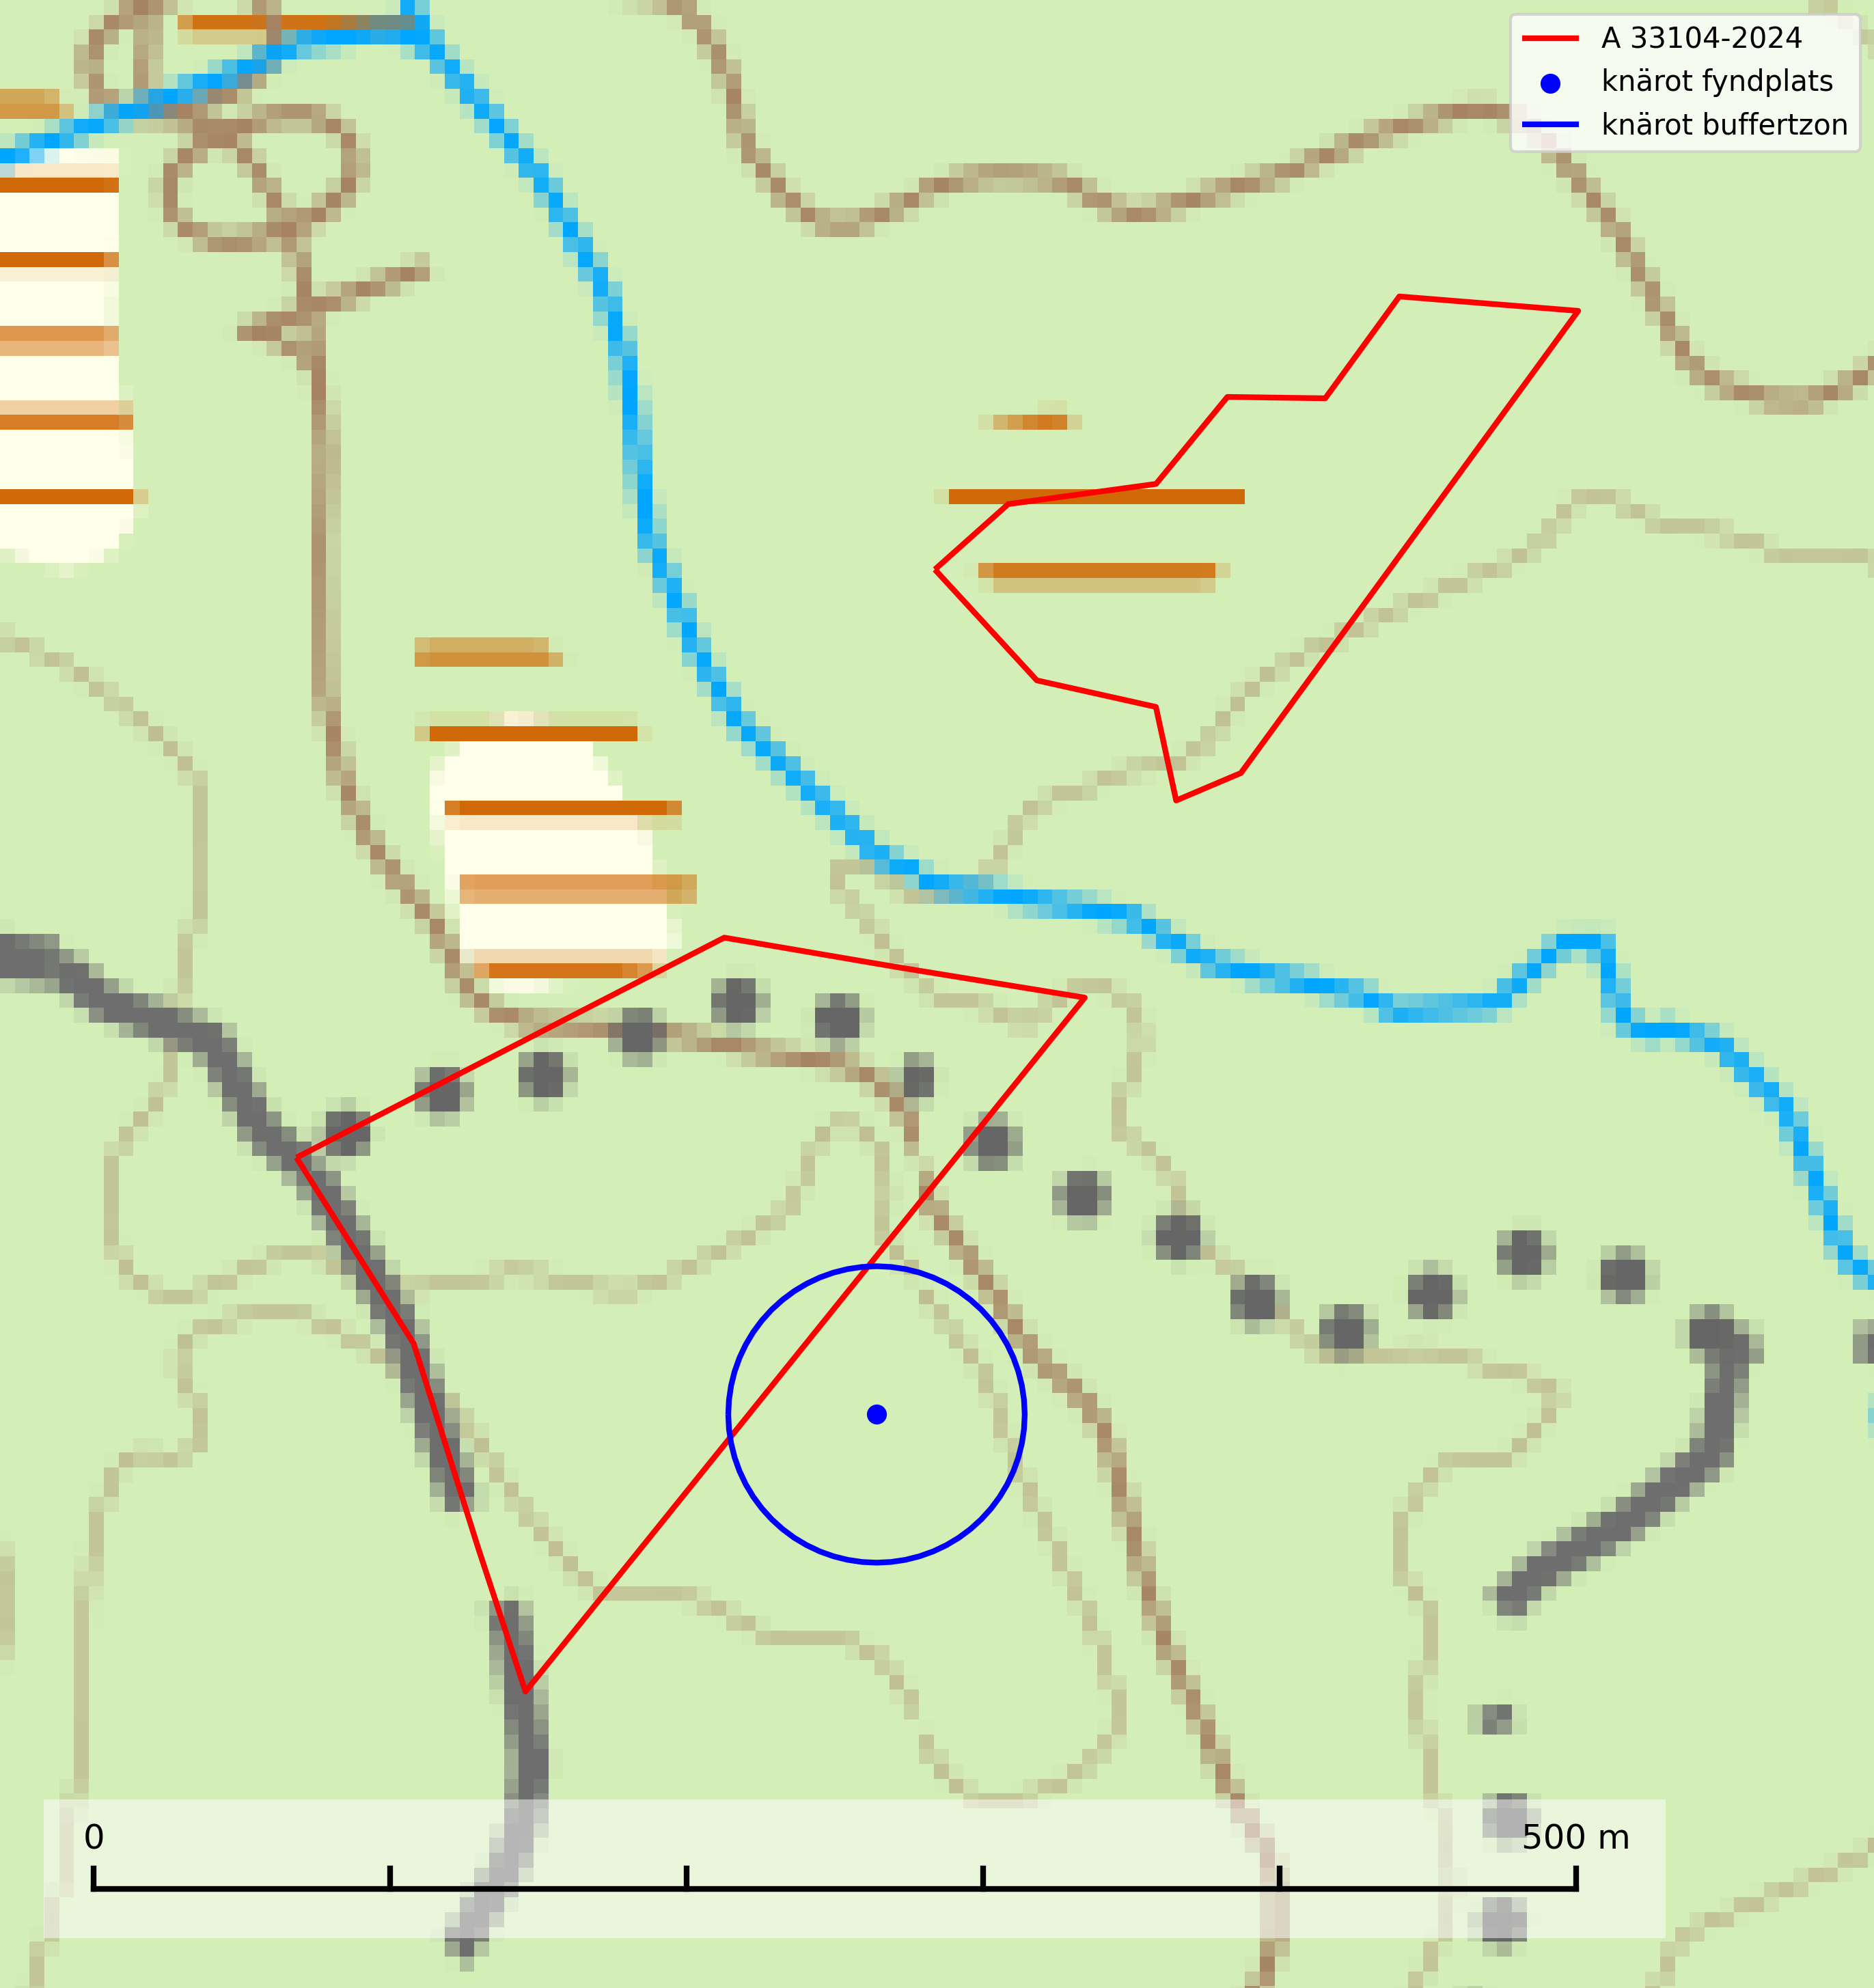 A 33104-2024
knärot fyndplats
knärot buffertzon
0
500 m